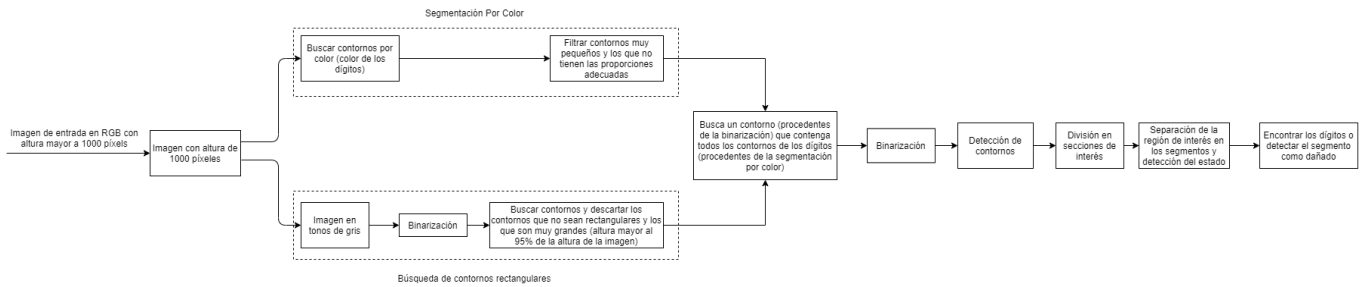 Segmentación Por Color
Buscar contornos por
color (color de los
dígitos)
Filtrar contornos muy
pequeños y los que no
tienen las proporciones
adecuadas
Imagen de entrada en RGB con
altura mayor a 1000 píxels
Imagen con altura de
1000 píxeles
Imagen en
tonos de gris
Binarización
Buscar contornos y descartar los
contornos que no sean rectangulares y los
que son muy grandes (altura mayor al
95% de la altura de la imagen)
Búsqueda de contornos rectangulares
Busca un contorno (procedentes
de la binarización) que contenga
todos los contornos de los dígitos
(procedentes de la segmentación
por color)
Binarización
Detección de
contornos
División en
secciones de
interés
Separación de la
región de interés en
los segmentos y
detección del estado
Encontrar los dígitos o
detectar el segmento
como dañado